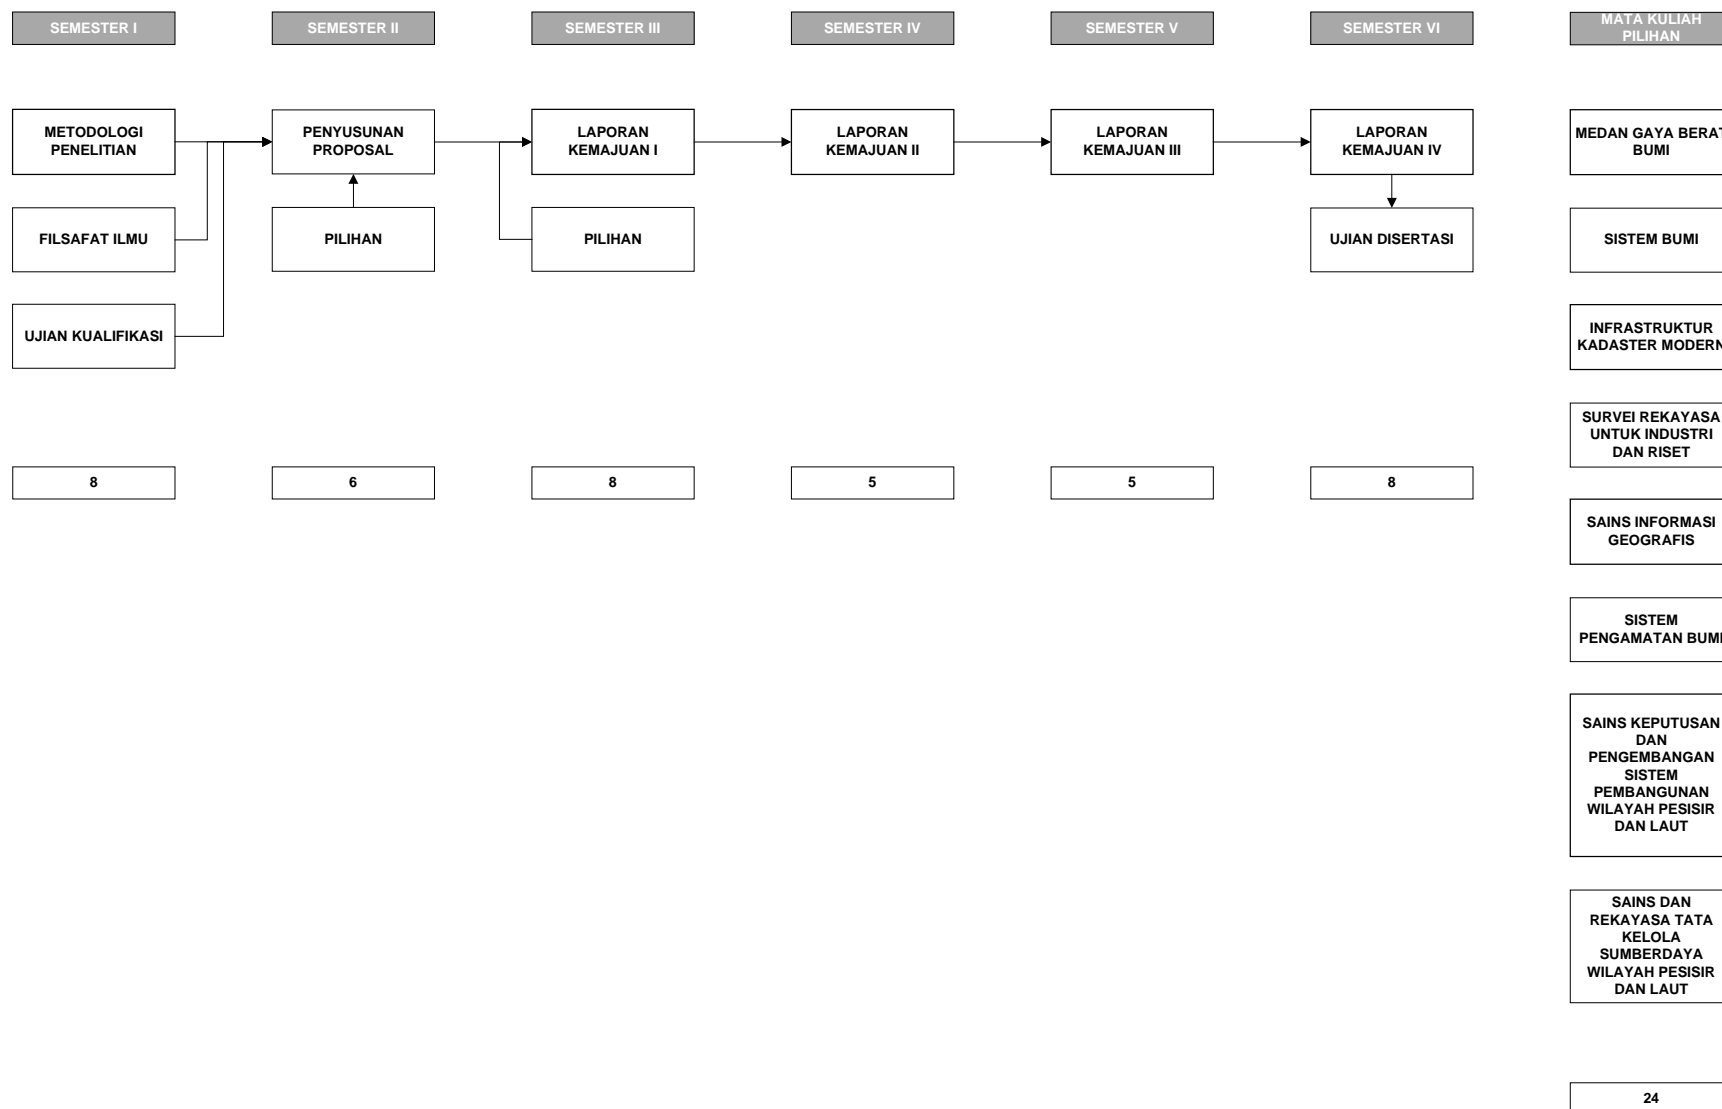 SEMESTER I
SEMESTER II
SEMESTER III
SEMESTER IV
SEMESTER V
SEMESTER VI
MATA KULIAH
PILIHAN
METODOLOGI
PENELITIAN
PENYUSUNAN
PROPOSAL
LAPORAN
KEMAJUAN I
LAPORAN
KEMAJUAN II
LAPORAN
KEMAJUAN III
LAPORAN
KEMAJUAN IV
MEDAN GAYA BERAT
BUMI
FILSAFAT ILMU
PILIHAN
PILIHAN
UJIAN DISERTASI
SISTEM BUMI
UJIAN KUALIFIKASI
INFRASTRUKTUR
KADASTER MODERN
SURVEI REKAYASA
UNTUK INDUSTRI
DAN RISET
8
6
8
5
5
8
SAINS INFORMASI
GEOGRAFIS
SISTEM
PENGAMATAN BUMI
SAINS KEPUTUSAN
DAN
PENGEMBANGAN
SISTEM
PEMBANGUNAN
WILAYAH PESISIR
DAN LAUT
SAINS DAN
REKAYASA TATA
KELOLA
SUMBERDAYA
WILAYAH PESISIR
DAN LAUT
24